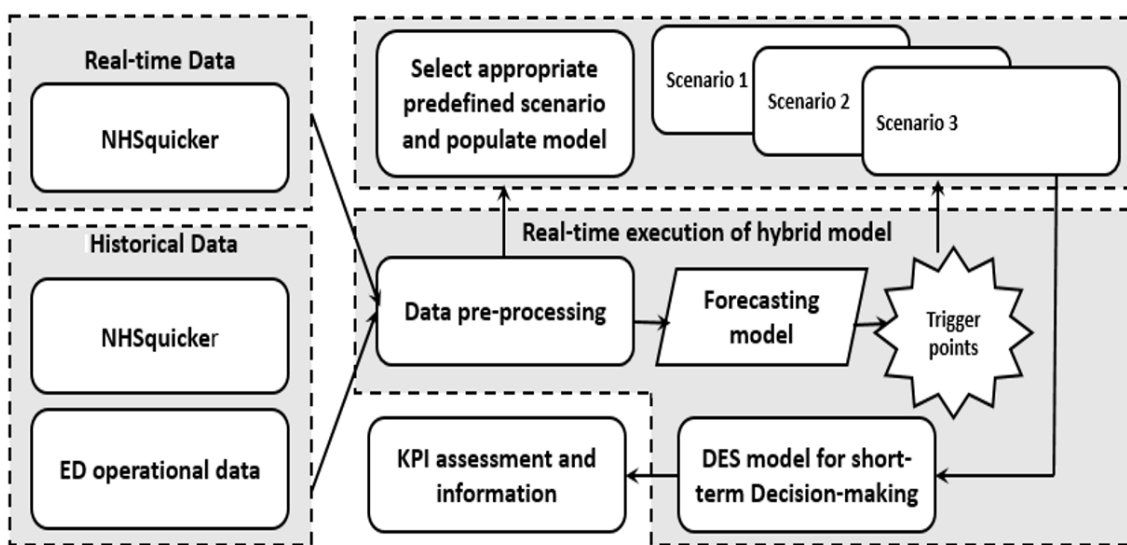 Real-time Data
NHSquicker
Historical Data
NHSquicker
ED operational data
Select appropriate
predefined scenario
and populate model
Scenario 1
Scenario 2
Scenario 3
Real-time execution of hybrid model
Data pre-processing
Forecasting
model
Trigger
points
KPI assessment and
information
DES model for short-
term Decision-making